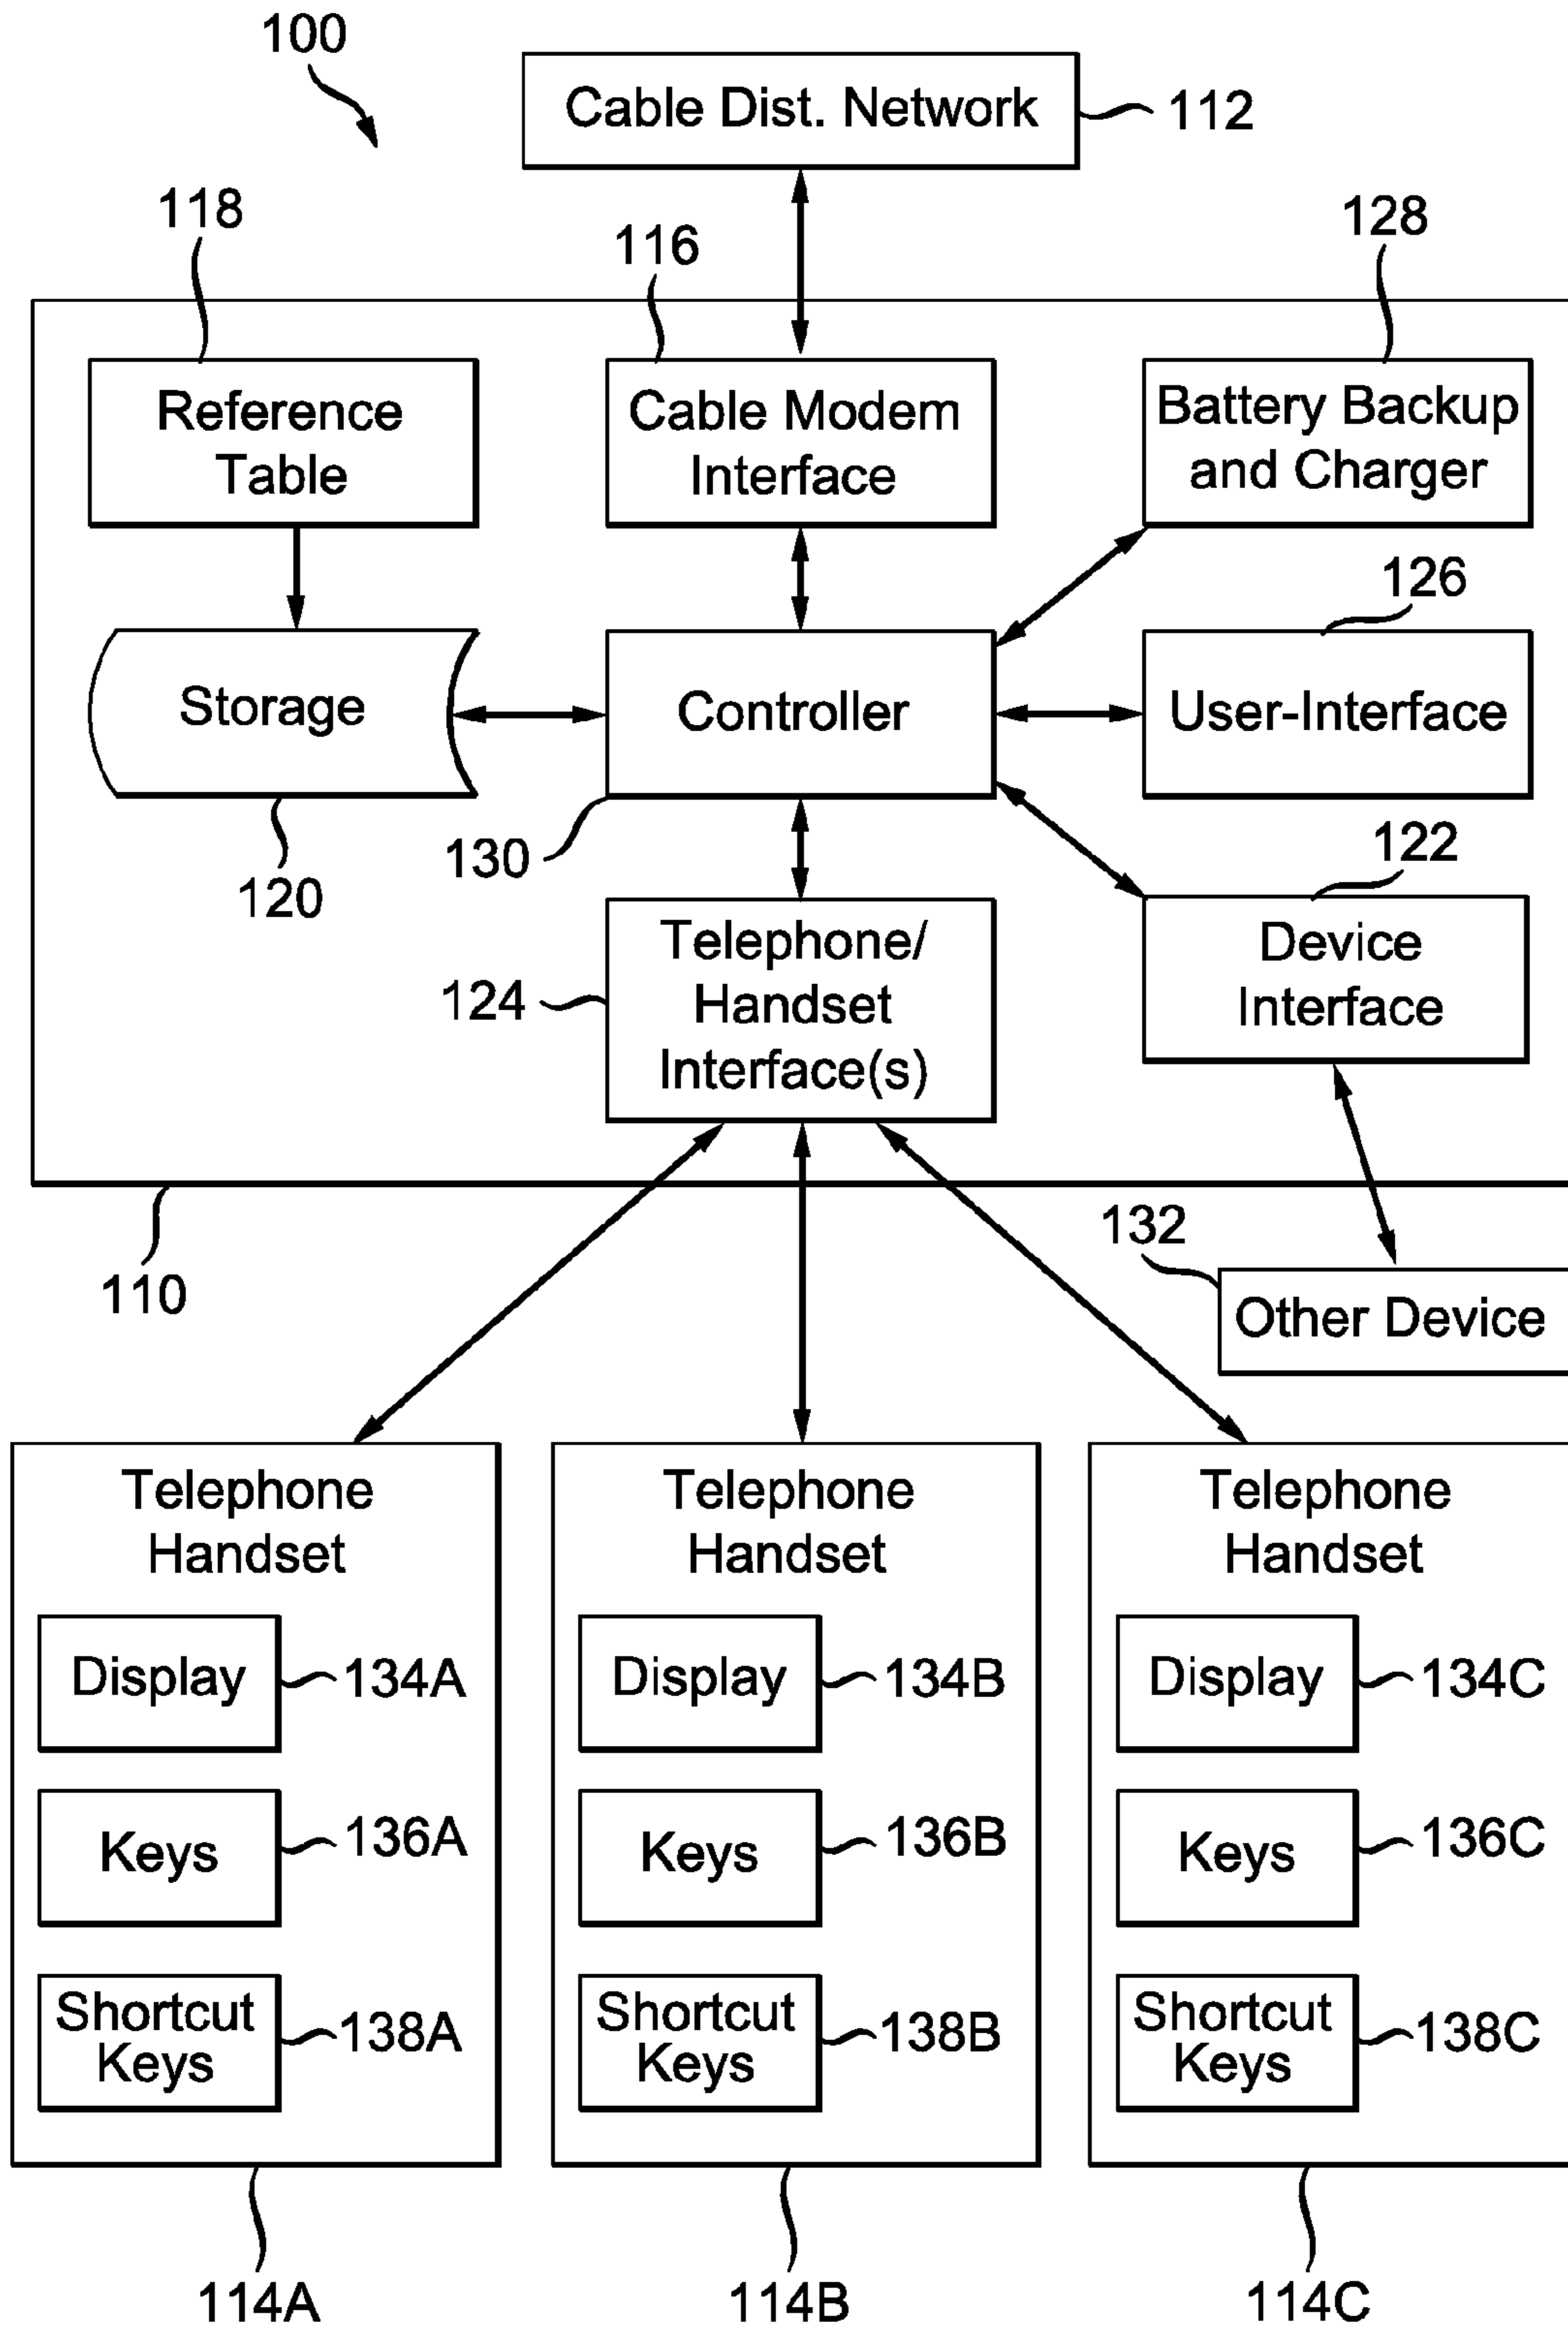 100
Cable Dist. Network
112
118
116
128
Reference
Table
Cable Modem
Interface
Battery Backup
and Charger
126
Storage
Controller
User-Interface
130
120
122
Telephone/
Handset
Interface(s)
124
Device
Interface
110
132
Other Device
Telephone
Handset
Display
134A
Keys
136A
Shortcut
Keys
138A
114A
Telephone
Handset
Display
134B
Keys
136B
Shortcut
Keys
138B
114B
Telephone
Handset
Display
134C
Keys
136C
Shortcut
Keys
138C
114C